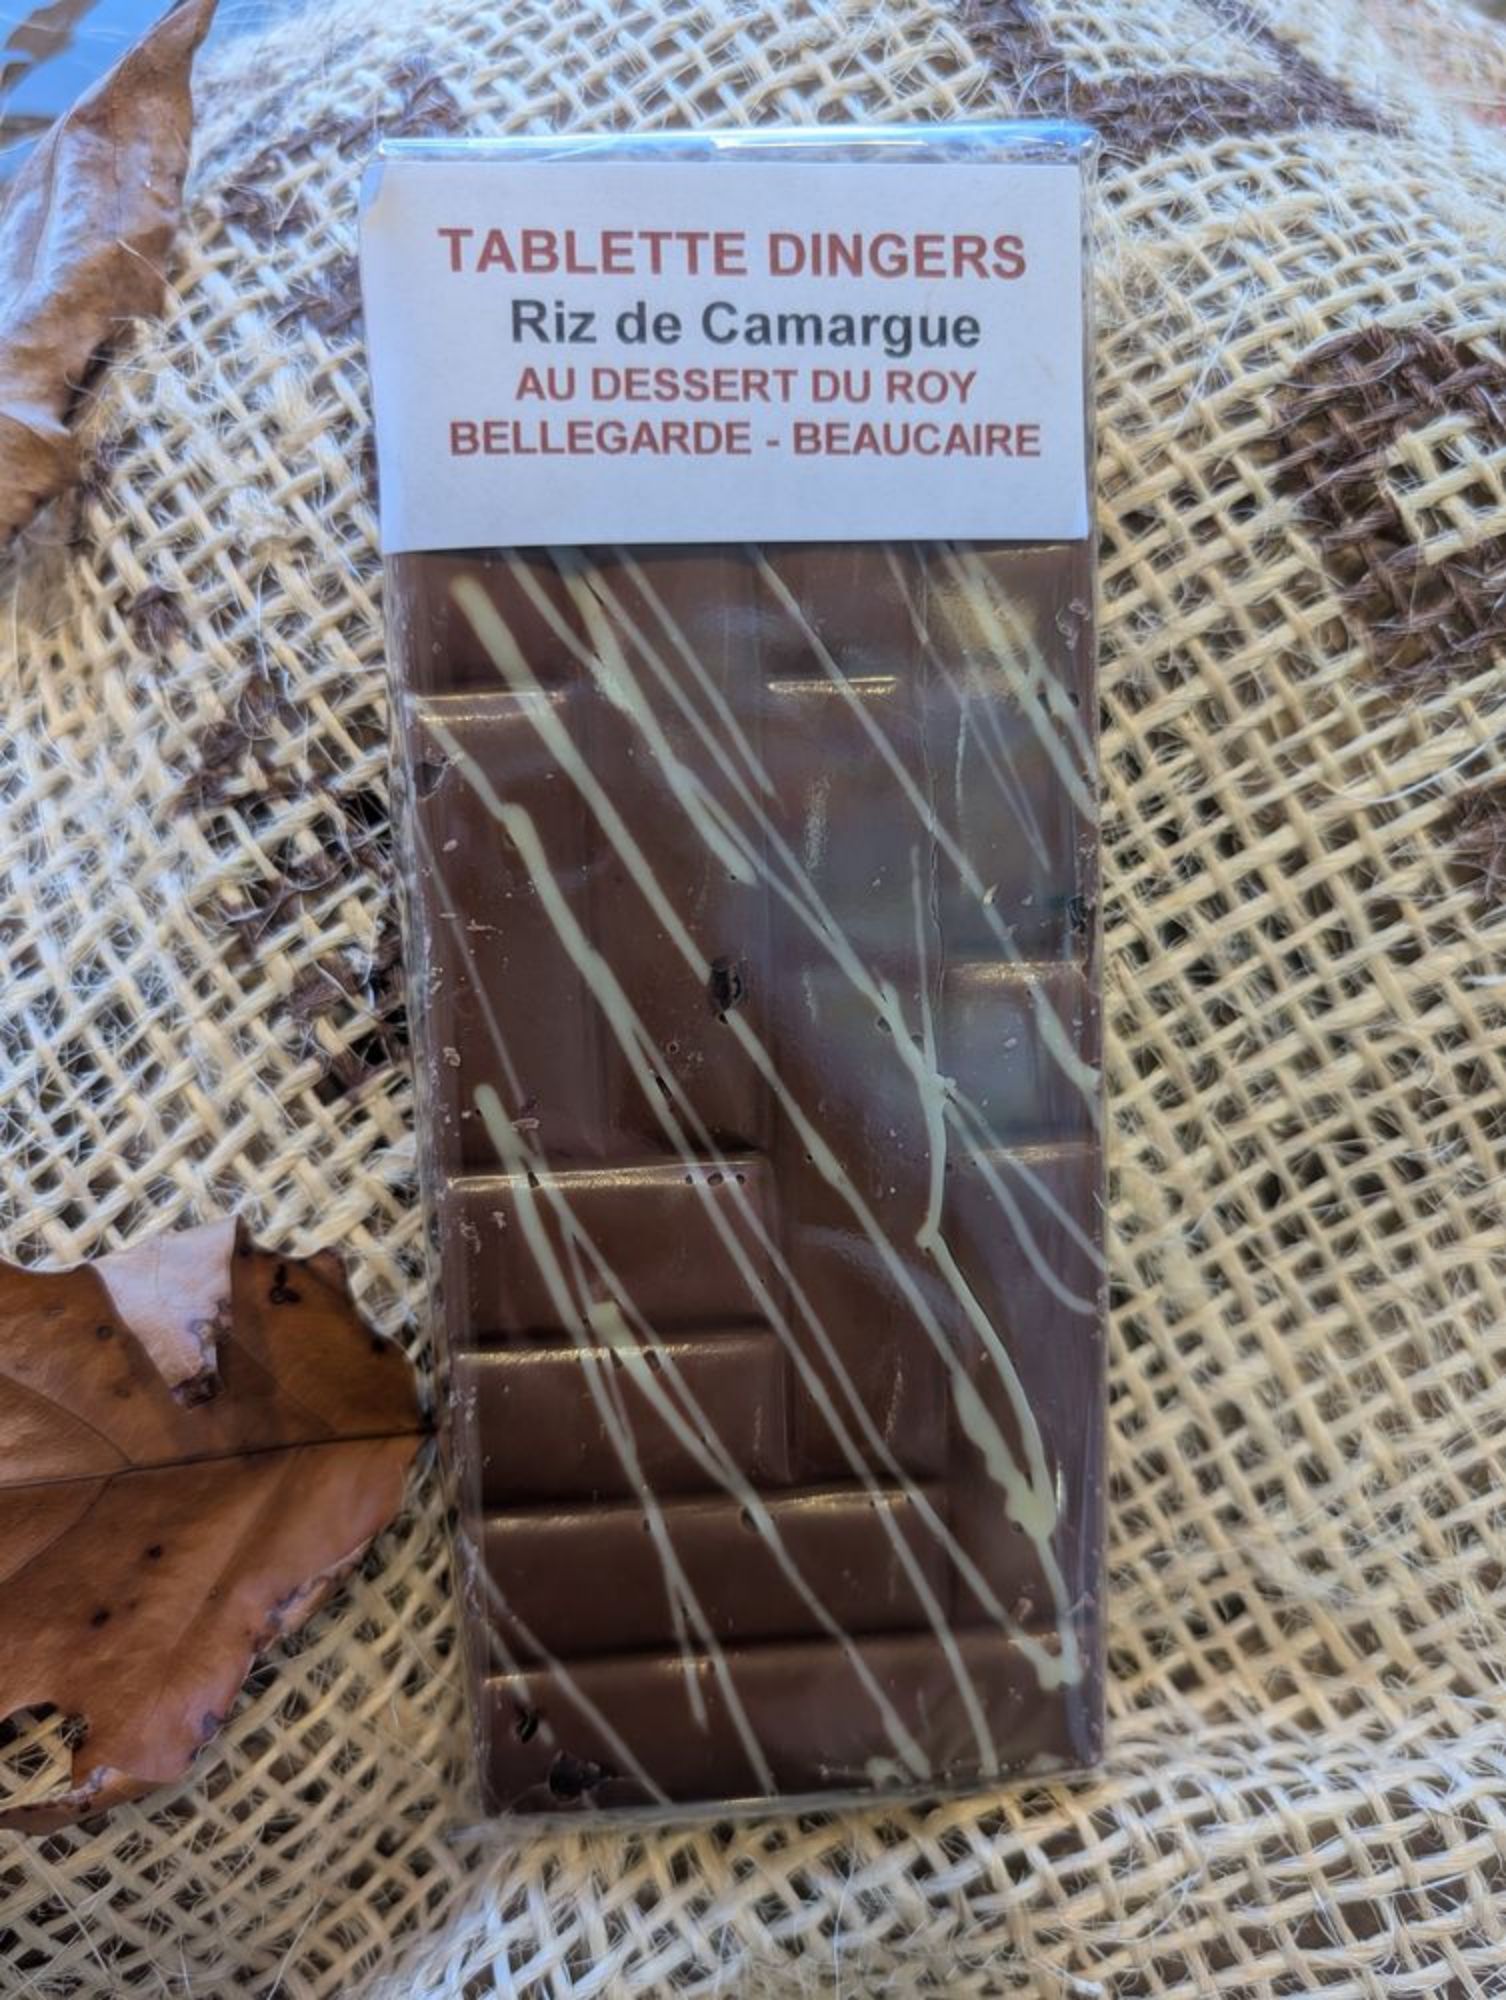 TABLETTE DINGERS
Riz de Camargue
AU DESSERT DU ROY
BELLEGARDE - BEAUCAIRE